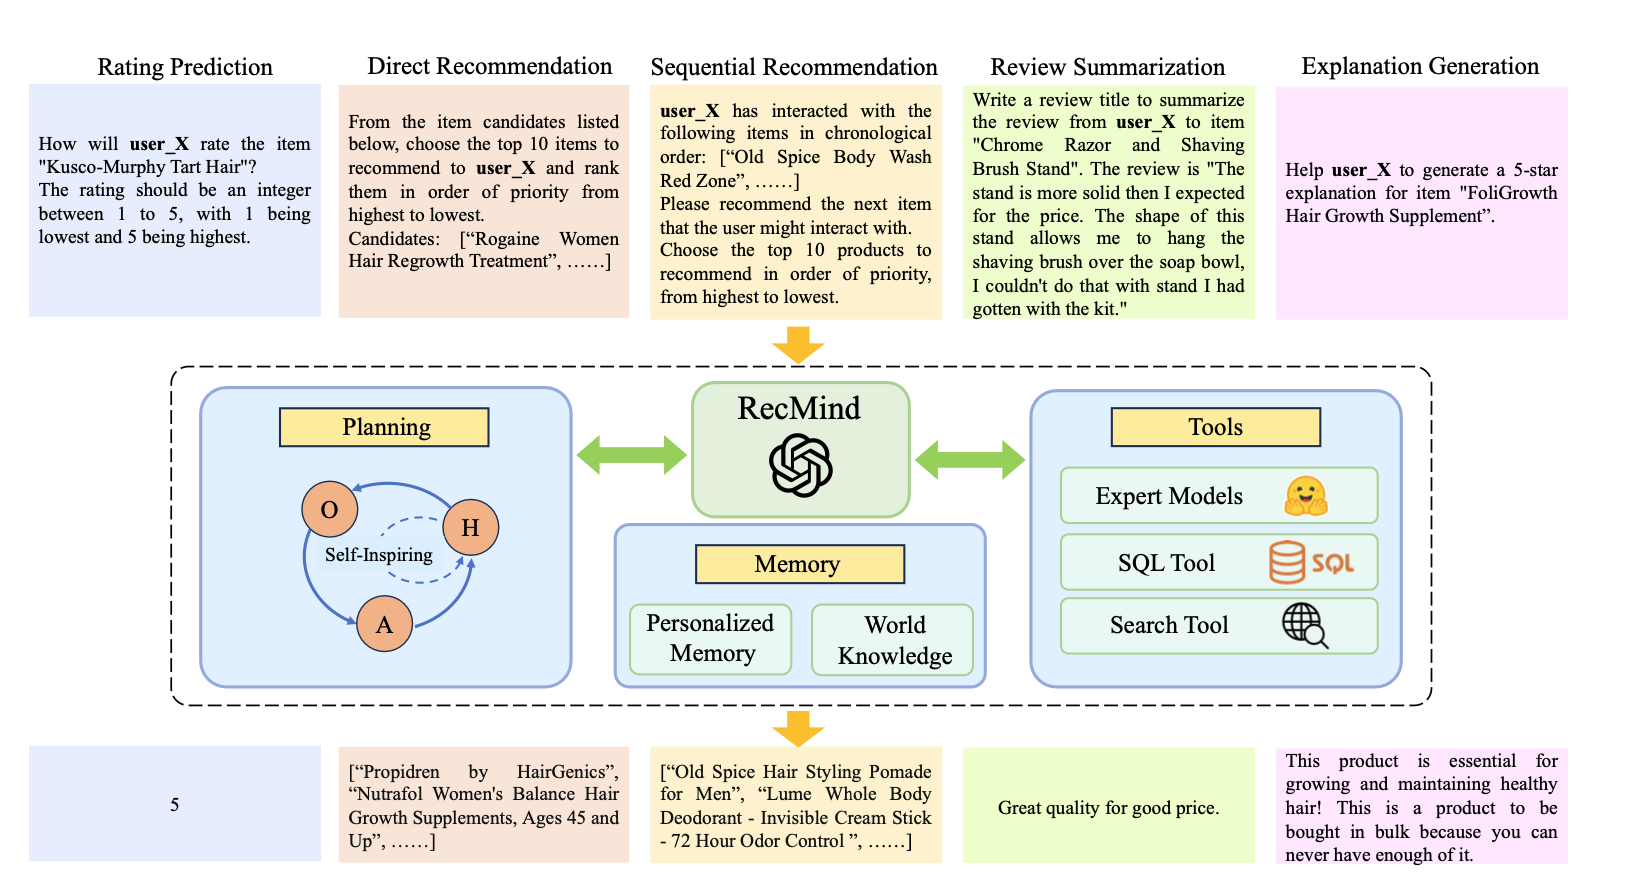 Rating Prediction
How will user_X rate the item
"Kusco-Murphy Tart Hair"?
The rating should be an integer
between 1 to 5, with 1 being
lowest and 5 being highest.
Direct Recommendation
From the item candidates listed
below, choose the top 10 items to
recommend to user_X and rank
them in order of priority from
highest to lowest.
Candidates: [“Rogaine Women
Hair Regrowth Treatment”, ……]
Sequential Recommendation
user_X has interacted with the
following items in chronological
order: [“Old Spice Body Wash
Red Zone”, ……]
Please recommend the next item
that the user might interact with.
Choose the top 10 products to
recommend in order of priority,
from highest to lowest.
Review Summarization
Write a review title to summarize
the review from user_X to item
"Chrome Razor and Shaving
Brush Stand". The review is "The
stand is more solid then I expected
for the price. The shape of this
stand allows me to hang the
shaving brush over the soap bowl,
I couldn't do that with stand I had
gotten with the kit."
Explanation Generation
Help user_X to generate a 5-star
explanation for item "FoliGrowth
Hair Growth Supplement”.
Planning
O
H
Self-Inspiring
A
RecMind
Memory
Personalized
Memory
World
Knowledge
Tools
Expert Models
SQL Tool
SQL
Search Tool
5
[“Propidren by HairGenics”,
“Nutrafol Women's Balance Hair
Growth Supplements, Ages 45 and
Up”, ……]
[“Old Spice Hair Styling Pomade
for Men”, “Lume Whole Body
Deodorant - Invisible Cream Stick
- 72 Hour Odor Control ”, ……]
Great quality for good price.
This product is essential for
growing and maintaining healthy
hair! This is a product to be
bought in bulk because you can
never have enough of it.